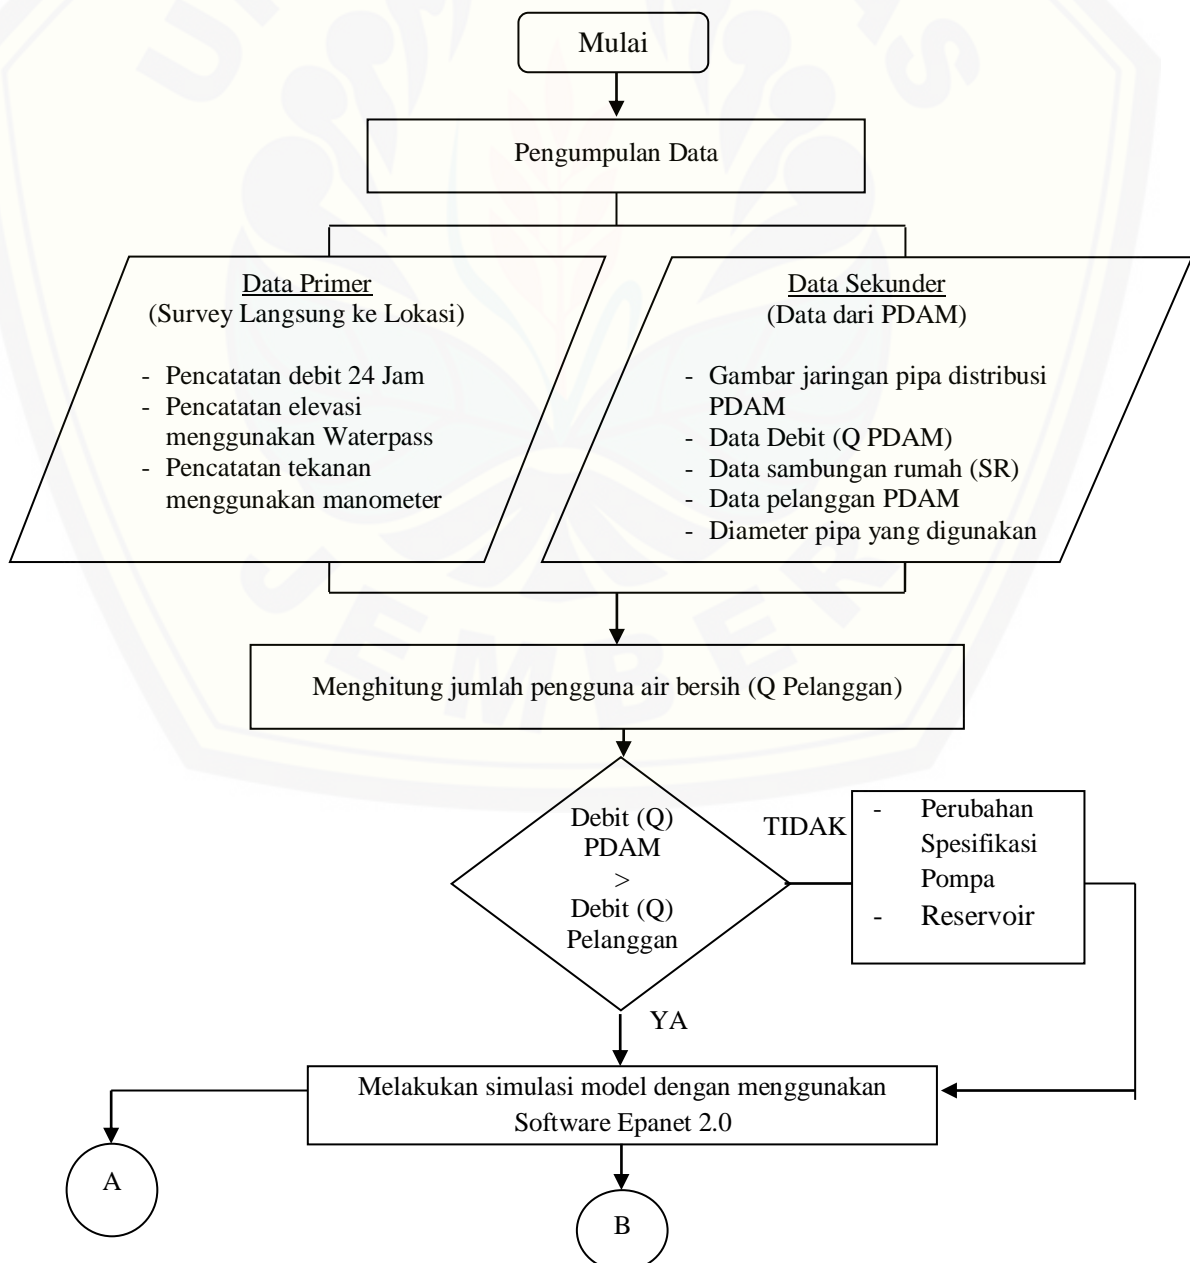 Mulai
Pengumpulan Data
Data Primer
(Survey Langsung ke Lokasi)
- Pencatatan debit 24 Jam
- Pencatatan elevasi
menggunakan Waterpass
- Pencatatan tekanan
menggunakan manometer
Data Sekunder
(Data dari PDAM)
- Gambar jaringan pipa distribusi
PDAM
- Data Debit (Q PDAM)
- Data sambungan rumah (SR)
- Data pelanggan PDAM
- Diameter pipa yang digunakan
Menghitung jumlah pengguna air bersih (Q Pelanggan)
Debit (Q)
PDAM
>
Debit (Q)
Pelanggan
TIDAK
- Perubahan
Spesifikasi
Pompa
- Reservoir
YA
Melakukan simulasi model dengan menggunakan
Software Epanet 2.0
A
B
JEMBER